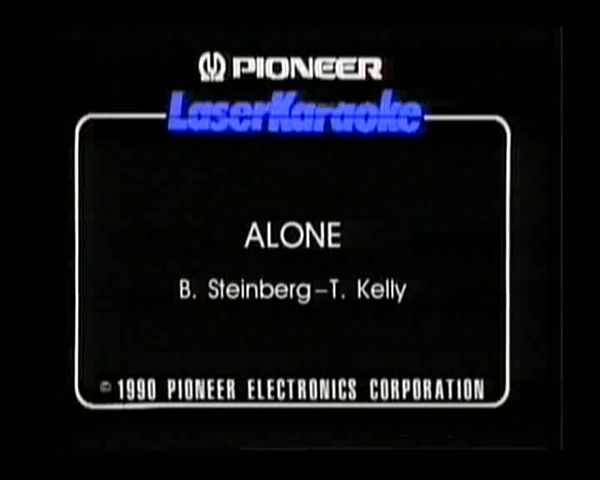 PIONEER
LaserKaraoke
ALONE
B. Steinberg–T. Kelly
© 1990 PIONEER ELECTRONICS CORPORATION